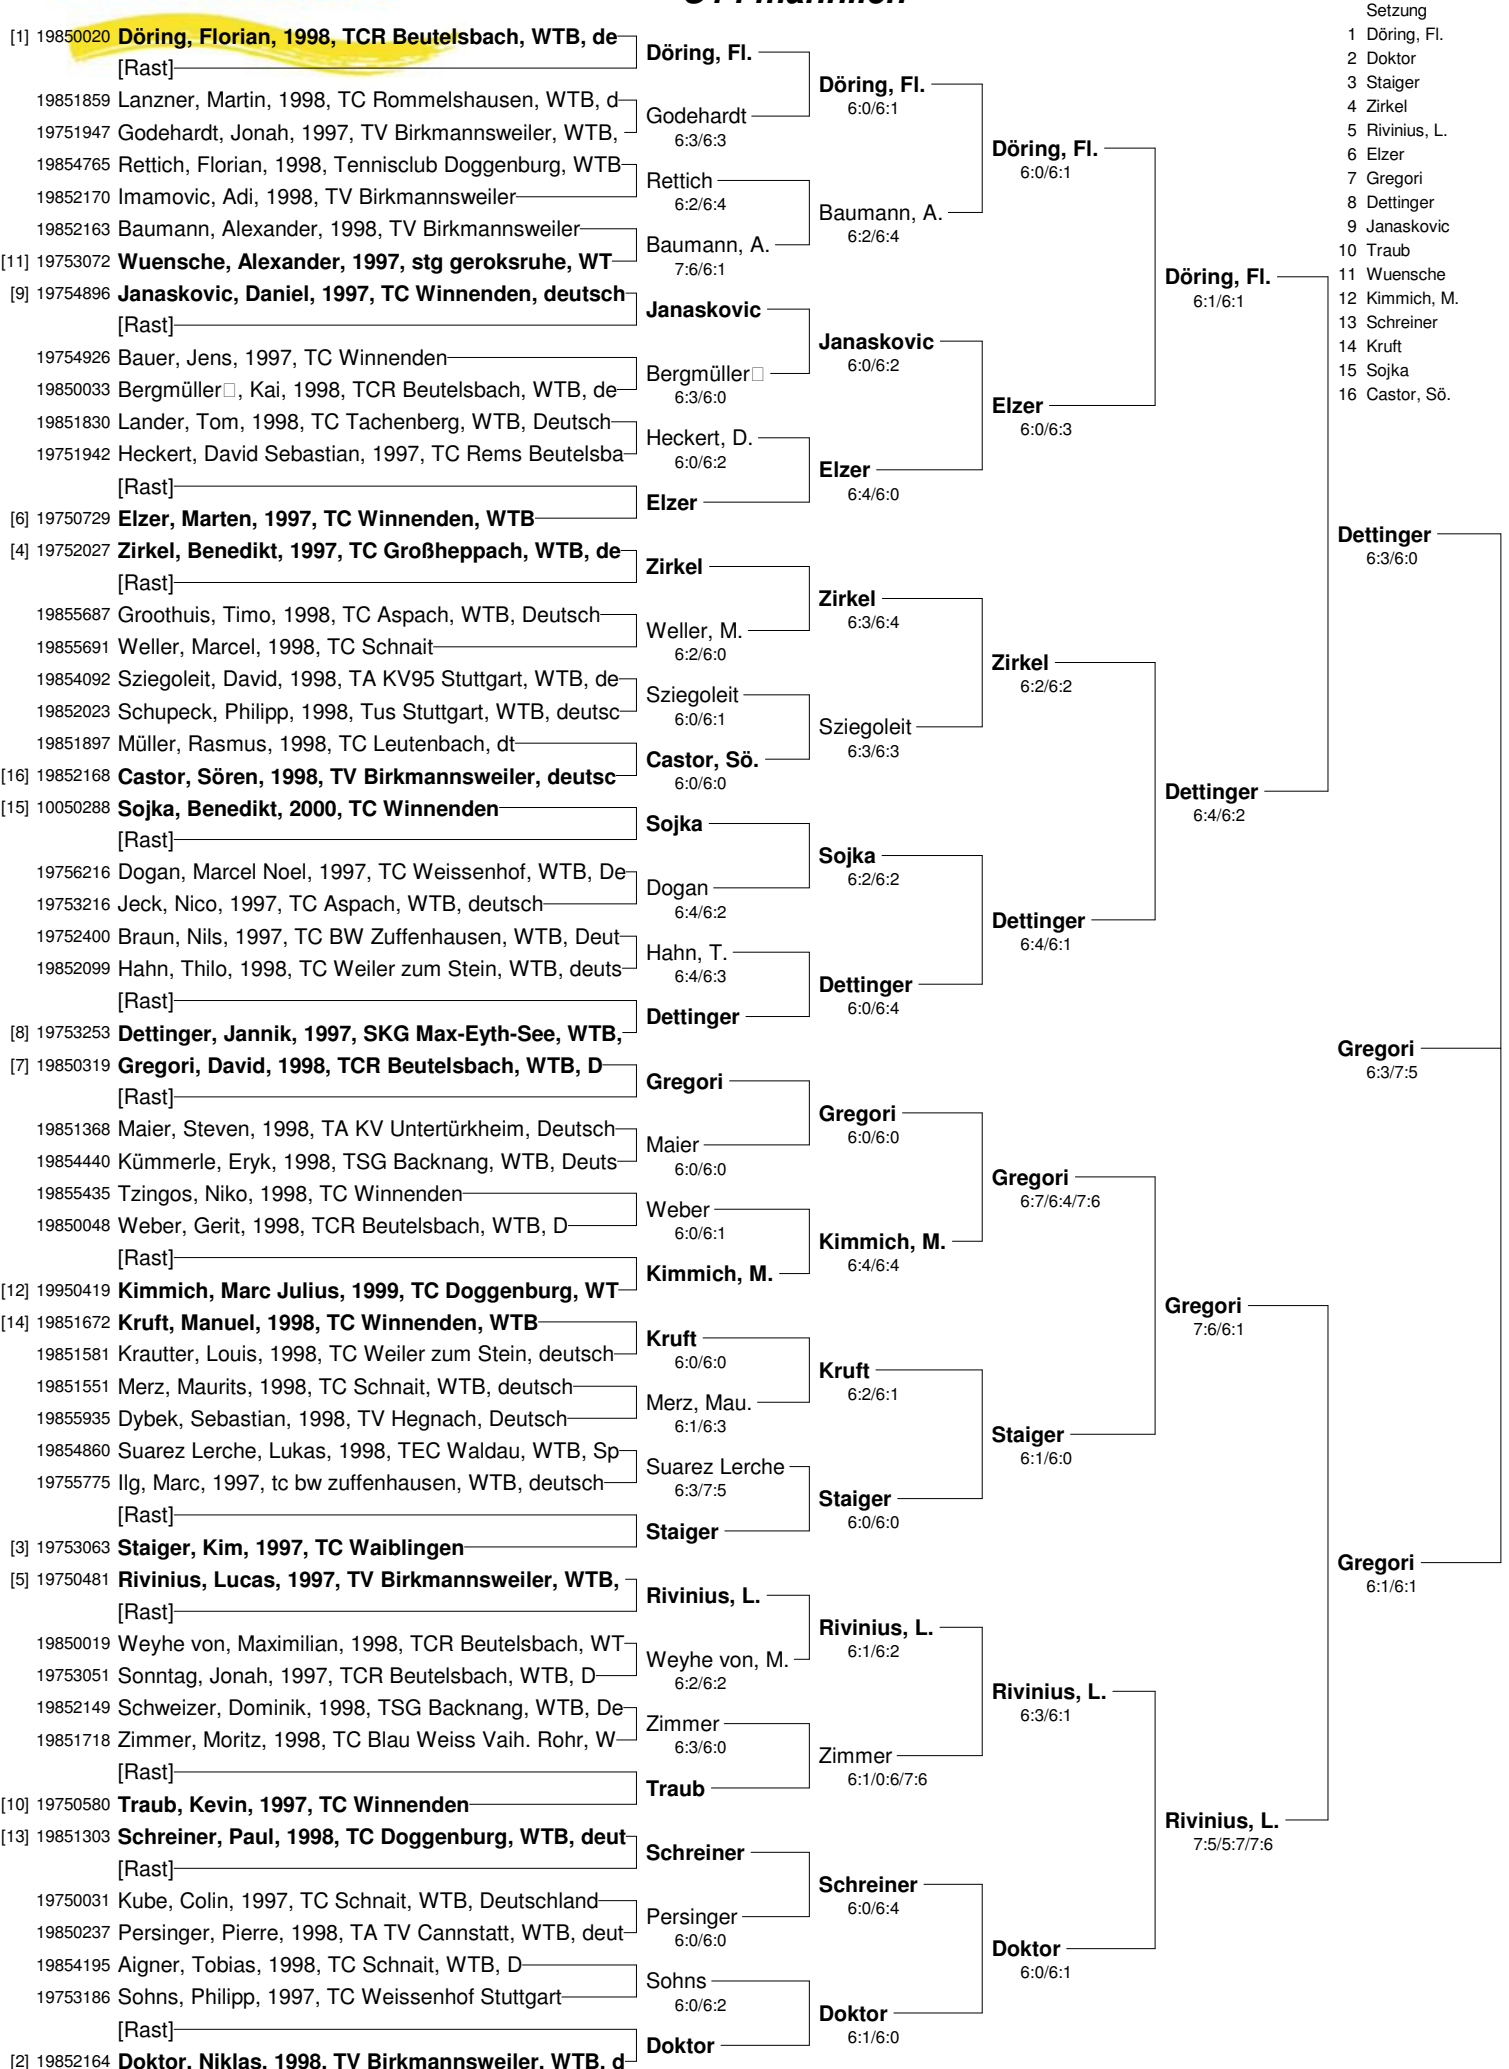 [1] 19850020 Döring, Florian, 1998, TCR Beutelsbach, WTB, de
[Rast]
19851859 Lanzner, Martin, 1998, TC Rommelshausen, WTB, d
19751947 Godehardt, Jonah, 1997, TV Birkmannsweiler, WTB,
19854765 Rettich, Florian, 1998, Tennisclub Doggenburg, WTB
19852170 Imamovic, Adi, 1998, TV Birkmannsweiler
19852163 Baumann, Alexander, 1998, TV Birkmannsweiler
[11] 19753072 Wuensche, Alexander, 1997, stg geroksruhe, WT
[9] 19754896 Janaskovic, Daniel, 1997, TC Winnenden, deutsch
[Rast]
19754926 Bauer, Jens, 1997, TC Winnenden
19850033 Bergmüller□, Kai, 1998, TCR Beutelsbach, WTB, de
19851830 Lander, Tom, 1998, TC Tachenberg, WTB, Deutsch
19751942 Heckert, David Sebastian, 1997, TC Rems Beutelsba
[Rast]
[6] 19750729 Elzer, Marten, 1997, TC Winnenden, WTB
[4] 19752027 Zirkel, Benedikt, 1997, TC Großheppach, WTB, de
[Rast]
19855687 Groothuis, Timo, 1998, TC Aspach, WTB, Deutsch
19855691 Weller, Marcel, 1998, TC Schnait
19854092 Sziegoleit, David, 1998, TA KV95 Stuttgart, WTB, de
19852023 Schupeck, Philipp, 1998, Tus Stuttgart, WTB, deutsc
19851897 Müller, Rasmus, 1998, TC Leutenbach, dt
[16] 19852168 Castor, Sören, 1998, TV Birkmannsweiler, deutsc
[15] 10050288 Sojka, Benedikt, 2000, TC Winnenden
[Rast]
19756216 Dogan, Marcel Noel, 1997, TC Weissenhof, WTB, De
19753216 Jeck, Nico, 1997, TC Aspach, WTB, deutsch
19752400 Braun, Nils, 1997, TC BW Zuffenhausen, WTB, Deut
19852099 Hahn, Thilo, 1998, TC Weiler zum Stein, WTB, deuts
[Rast]
[8] 19753253 Dettinger, Jannik, 1997, SKG Max-Eyth-See, WTB,
[7] 19850319 Gregori, David, 1998, TCR Beutelsbach, WTB, D
[Rast]
19851368 Maier, Steven, 1998, TA KV Untertürkheim, Deutsch
19854440 Kümmerle, Eryk, 1998, TSG Backnang, WTB, Deuts
19855435 Tzingos, Niko, 1998, TC Winnenden
19850048 Weber, Gerit, 1998, TCR Beutelsbach, WTB, D
[Rast]
[12] 19950419 Kimmich, Marc Julius, 1999, TC Doggenburg, WT
[14] 19851672 Kruft, Manuel, 1998, TC Winnenden, WTB
19851581 Krautter, Louis, 1998, TC Weiler zum Stein, deutsch
19851551 Merz, Maurits, 1998, TC Schnait, WTB, deutsch
19855935 Dybek, Sebastian, 1998, TV Hegnach, Deutsch
19854860 Suarez Lerche, Lukas, 1998, TEC Waldau, WTB, Sp
19755775 Ilg, Marc, 1997, tc bw zuffenhausen, WTB, deutsch
[Rast]
[3] 19753063 Staiger, Kim, 1997, TC Waiblingen
[5] 19750481 Rivinius, Lucas, 1997, TV Birkmannsweiler, WTB,
[Rast]
19850019 Weyhe von, Maximilian, 1998, TCR Beutelsbach, WT
19753051 Sonntag, Jonah, 1997, TCR Beutelsbach, WTB, D
19852149 Schweizer, Dominik, 1998, TSG Backnang, WTB, De
19851718 Zimmer, Moritz, 1998, TC Blau Weiss Vaih. Rohr, W
[Rast]
[10] 19750580 Traub, Kevin, 1997, TC Winnenden
[13] 19851303 Schreiner, Paul, 1998, TC Doggenburg, WTB, deut
[Rast]
19750031 Kube, Colin, 1997, TC Schnait, WTB, Deutschland
19850237 Persinger, Pierre, 1998, TA TV Cannstatt, WTB, deut
19854195 Aigner, Tobias, 1998, TC Schnait, WTB, D
19753186 Sohns, Philipp, 1997, TC Weissenhof Stuttgart
[Rast]
[2] 19852164 Doktor, Niklas, 1998, TV Birkmannsweiler, WTB, d
Döring, Fl.
Godehardt
6:3/6:3
Rettich
6:2/6:4
Baumann, A.
7:6/6:1
Janaskovic
Bergmüller□
6:3/6:0
Heckert, D.
6:0/6:2
Elzer
Zirkel
Weller, M.
6:2/6:0
Sziegoleit
6:0/6:1
Castor, Sö.
6:0/6:0
Sojka
Dogan
6:4/6:2
Hahn, T.
6:4/6:3
Dettinger
Gregori
Maier
6:0/6:0
Weber
6:0/6:1
Kimmich, M.
Kruft
6:0/6:0
Merz, Mau.
6:1/6:3
Suarez Lerche
6:3/7:5
Staiger
Rivinius, L.
Weyhe von, M.
6:2/6:2
Zimmer
6:3/6:0
Traub
Schreiner
Persinger
6:0/6:0
Sohns
6:0/6:2
Doktor
Döring, Fl.
6:0/6:1
Baumann, A.
6:2/6:4
Janaskovic
6:0/6:2
Elzer
6:4/6:0
Zirkel
6:3/6:4
Sziegoleit
6:3/6:3
Sojka
6:2/6:2
Dettinger
6:0/6:4
Gregori
6:0/6:0
Kimmich, M.
6:4/6:4
Kruft
6:2/6:1
Staiger
6:0/6:0
Rivinius, L.
6:1/6:2
Zimmer
6:1/0:6/7:6
Schreiner
6:0/6:4
Doktor
6:1/6:0
Döring, Fl.
6:0/6:1
Elzer
6:0/6:3
Zirkel
6:2/6:2
Dettinger
6:4/6:1
Gregori
6:7/6:4/7:6
Staiger
6:1/6:0
Rivinius, L.
6:3/6:1
Doktor
6:0/6:1
Döring, Fl.
6:1/6:1
Dettinger
6:4/6:2
Gregori
7:6/6:1
Rivinius, L.
7:5/5:7/7:6
Dettinger
6:3/6:0
Gregori
6:1/6:1
Gregori
6:3/7:5
Setzung
1 Döring, Fl.
2 Doktor
3 Staiger
4 Zirkel
5 Rivinius, L.
6 Elzer
7 Gregori
8 Dettinger
9 Janaskovic
10 Traub
11 Wuensche
12 Kimmich, M.
13 Schreiner
14 Kruft
15 Sojka
16 Castor, Sö.